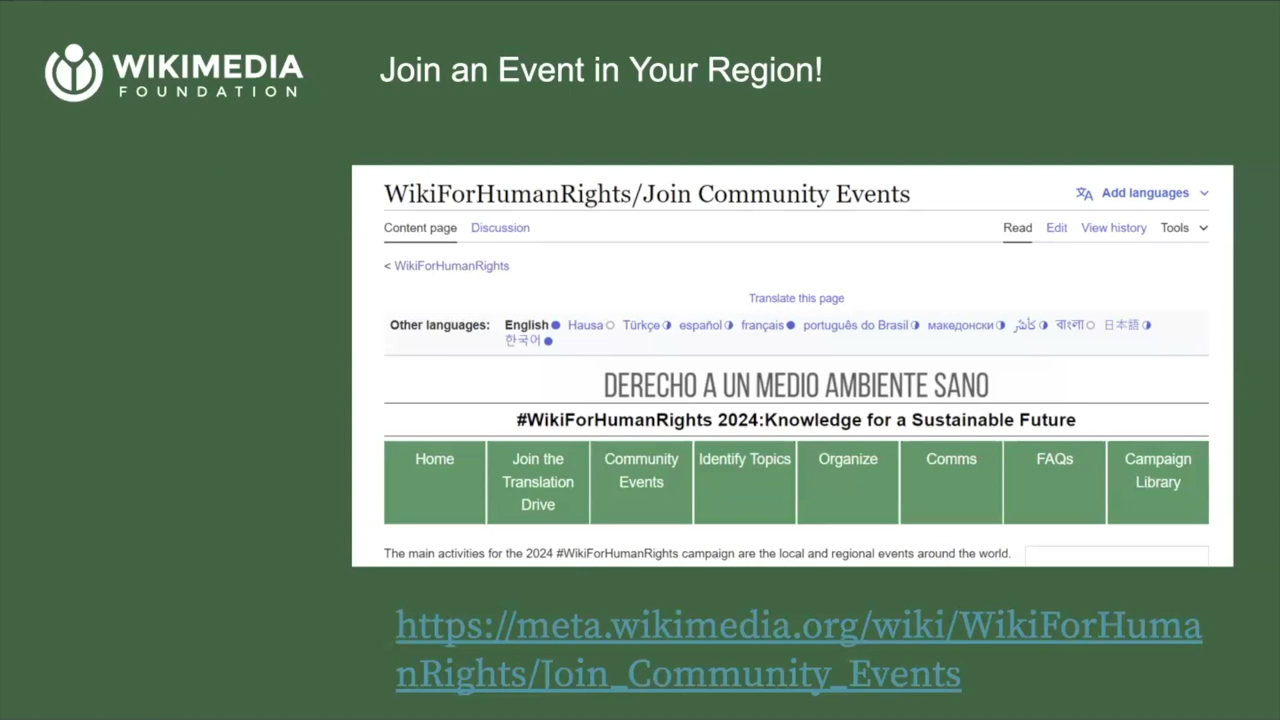 WIKIMEDIA
FOUNDATION
Join an Event in Your Region!
WikiForHumanRights/Join Community Events
Add languages
Content page Discussion
Read Edit View history Tools
< WikiForHumanRights
Translate this page
Other languages: English Hausa Türkçe español français português do Brasil македонски كٲشُر বাংলা 日本語
한국어
DERECHO A UN MEDIO AMBIENTE SANO
#WikiForHumanRights 2024:Knowledge for a Sustainable Future
Home
Join the
Translation
Drive
Community
Events
Identify Topics
Organize
Comms
FAQs
Campaign
Library
The main activities for the 2024 #WikiForHumanRights campaign are the local and regional events around the world.
https://meta.wikimedia.org/wiki/WikiForHuma
nRights/Join_Community_Events